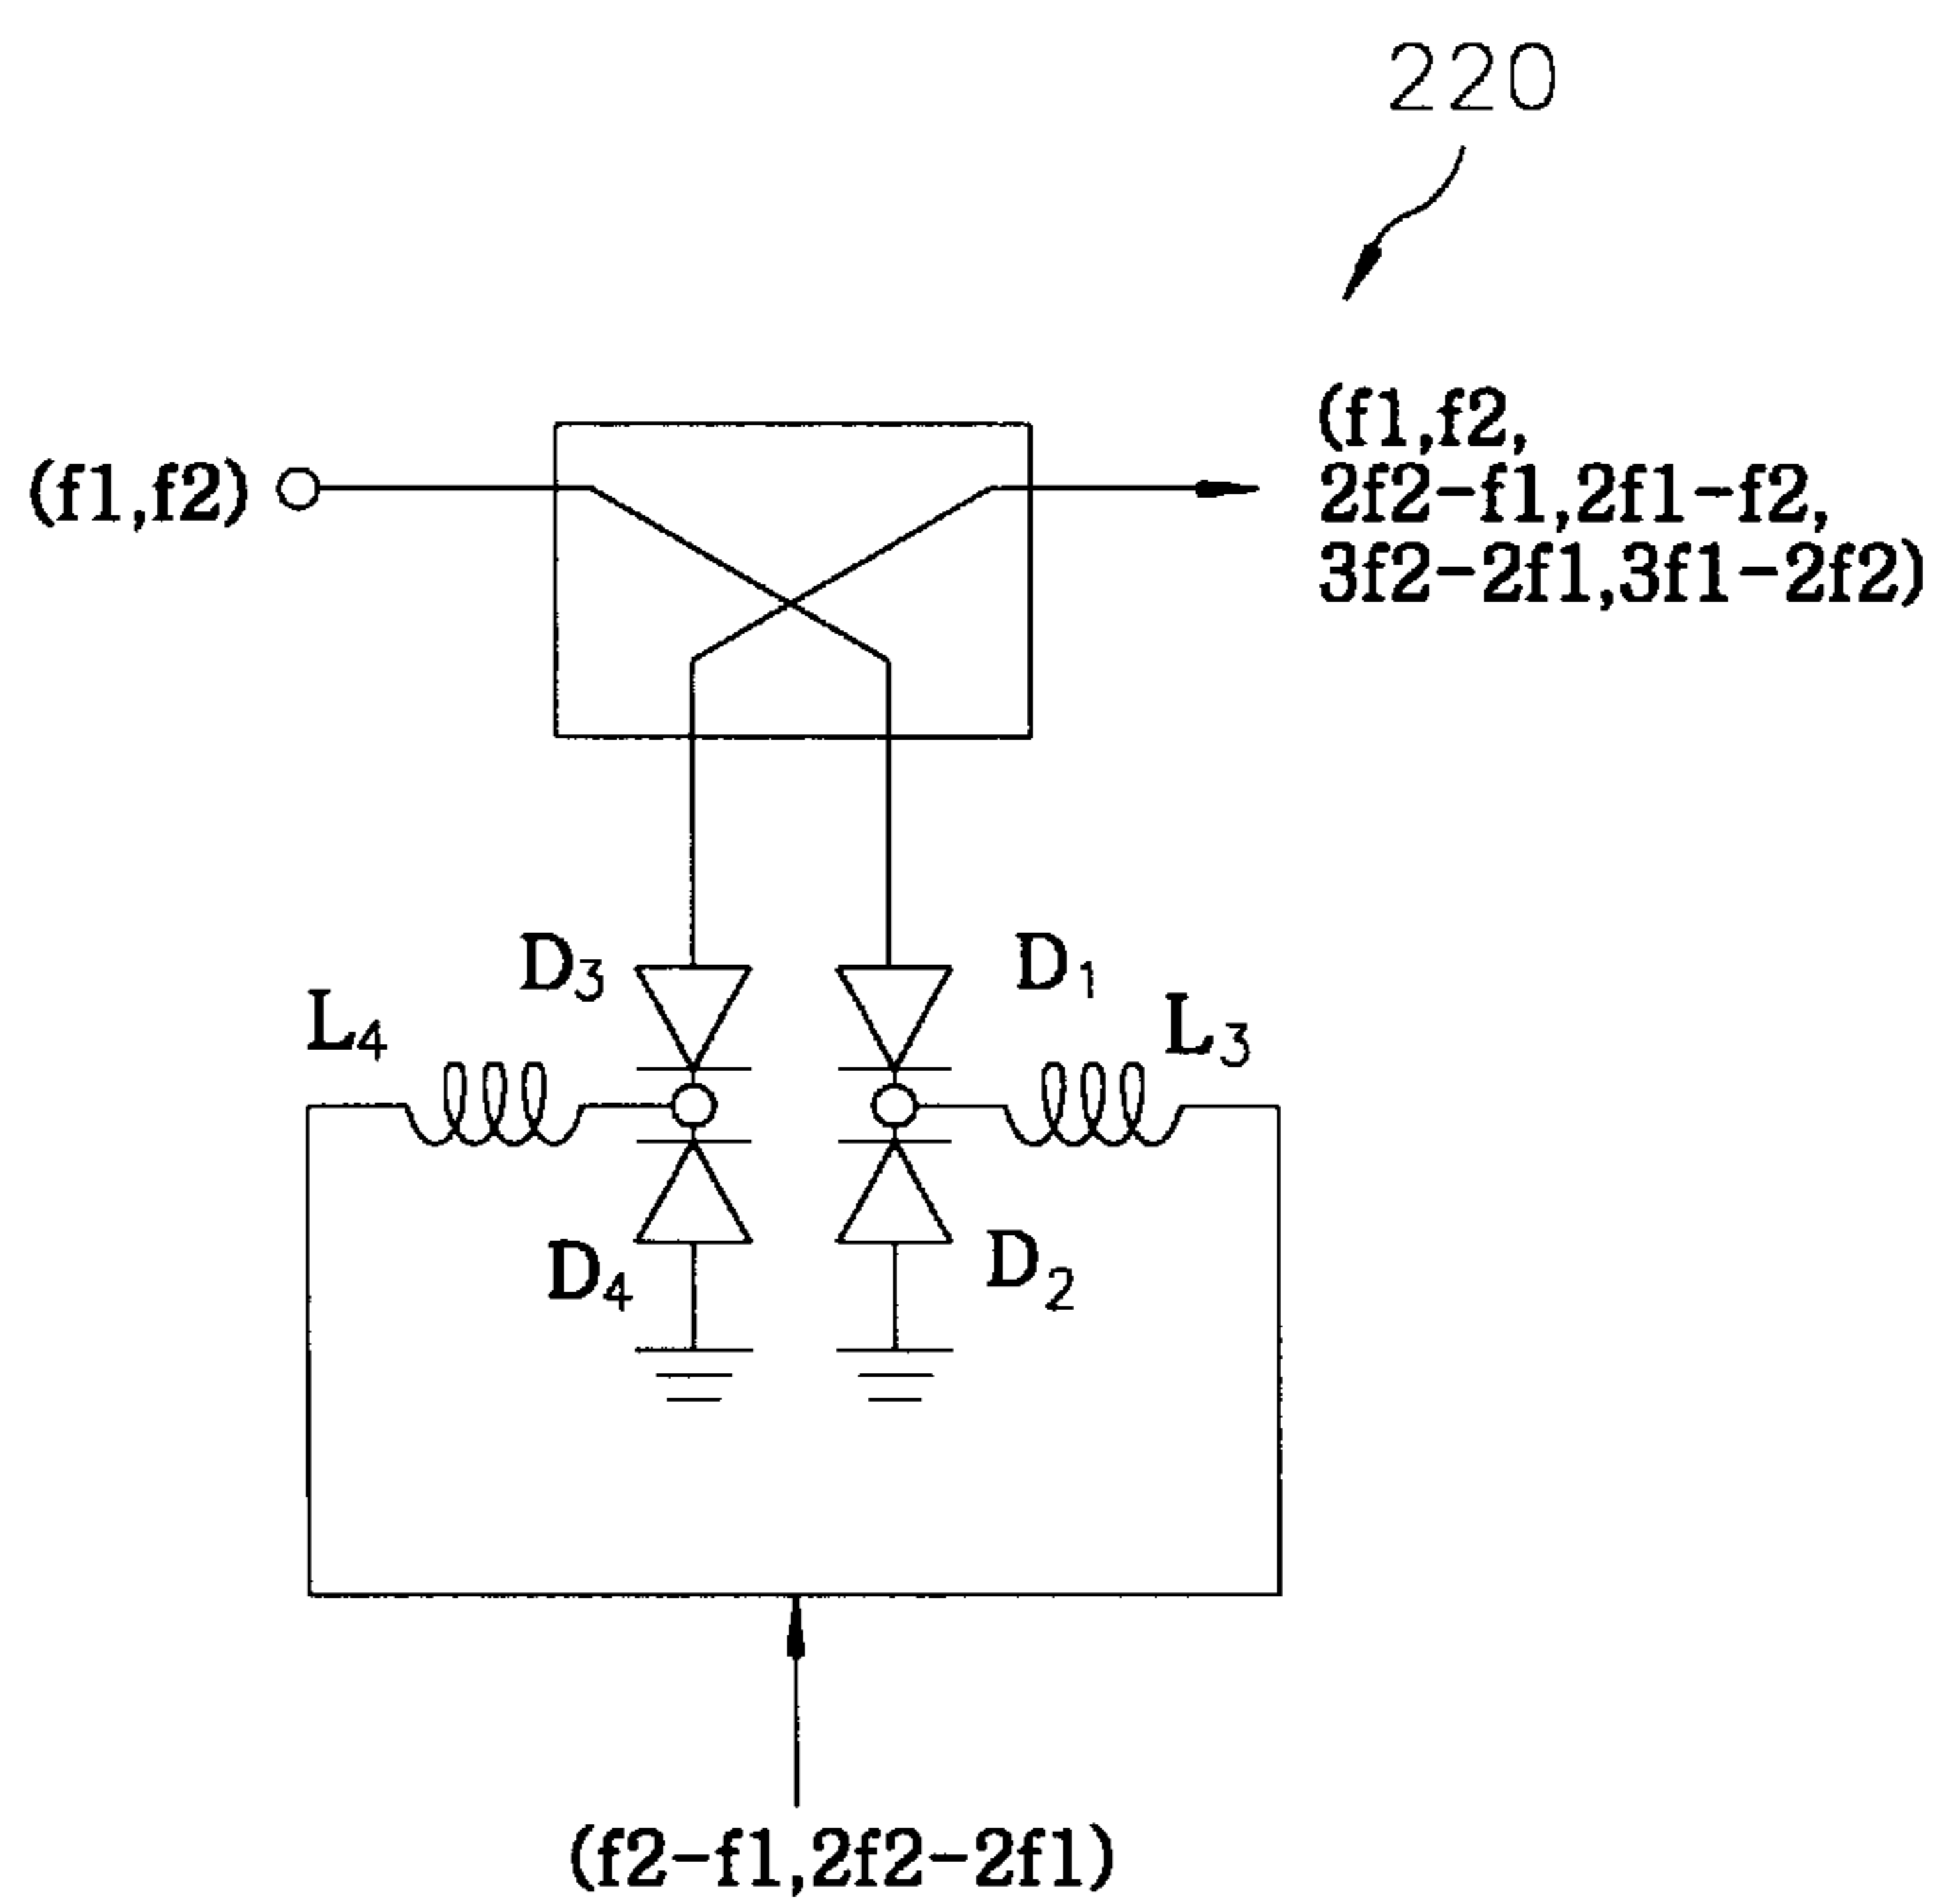 220
(f1,f2)
(f1,f2,
2f2-f1,2f1-f2,
3f2-2f1,3f1-2f2)
D3
D1
L4
L3
D4
D2
(f2-f1,2f2-2f1)